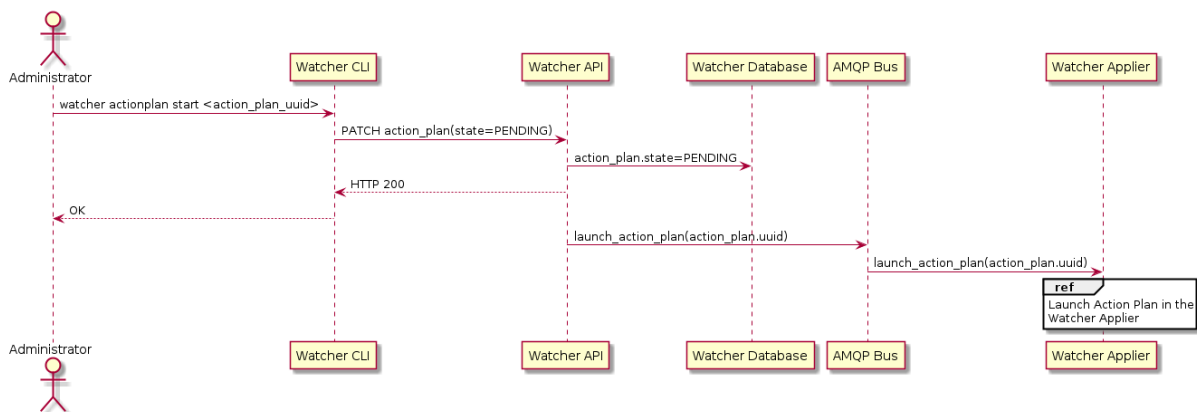 Administrator
Watcher CLI
Watcher API
Watcher Database
AMQP Bus
Watcher Applier
watcher actionplan start <action_plan_uuid>
PATCH action_plan(state=PENDING)
action_plan.state=PENDING
HTTP 200
OK
launch_action_plan(action_plan.uuid)
launch_action_plan(action_plan.uuid)
ref
Launch Action Plan in the
Watcher Applier
Administrator
Watcher CLI
Watcher API
Watcher Database
AMQP Bus
Watcher Applier